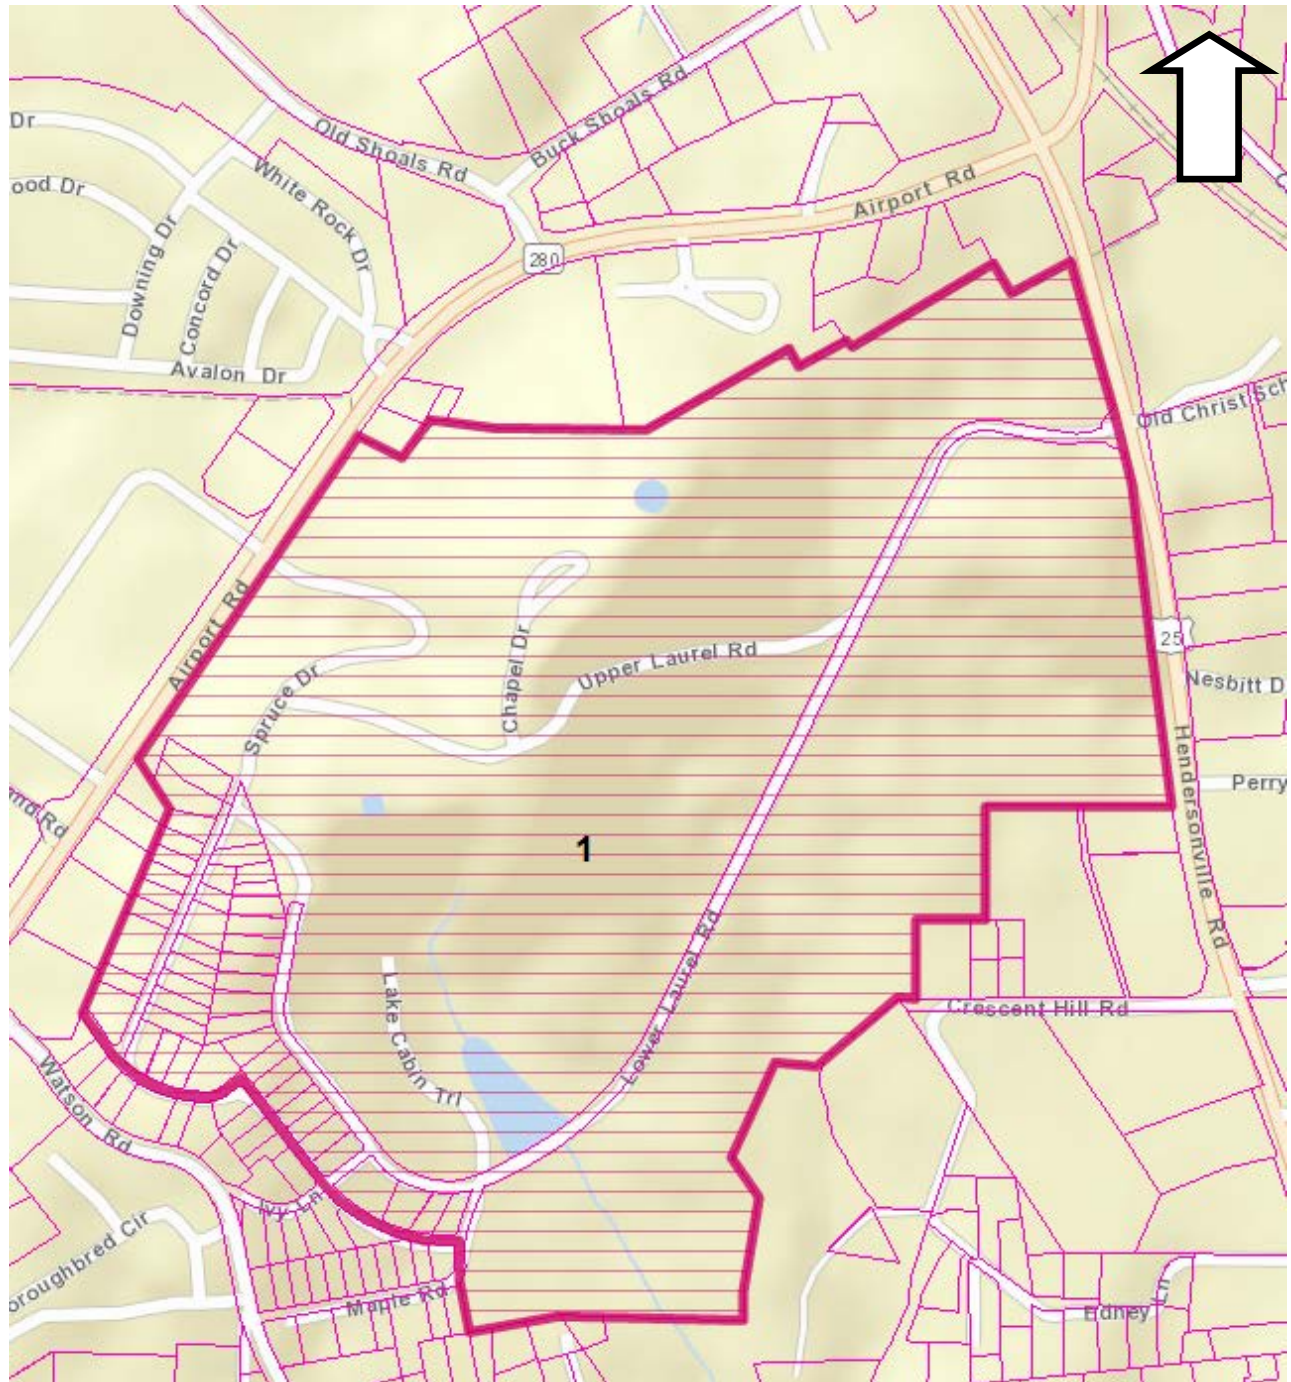 Dr
Old Shoals Rd
Buck Shoals Rd
ood Dr
White Rock Dr
Airport Rd
Downing Dr
Concord Dr
280
Avalon Dr
Old Christ Sch
Airport Rd
Spruce Dr
Chapel Dr
Upper Laurel Rd
25
Nesbitt D
Hendersonville Rd
Perry
nd Rd
1
Lower Laurel Rd
Lake Cabin Trl
Crescent Hill Rd
Watson Rd
Ivy Ln
oroughbred Cir
Maple Rd
Edney Ln